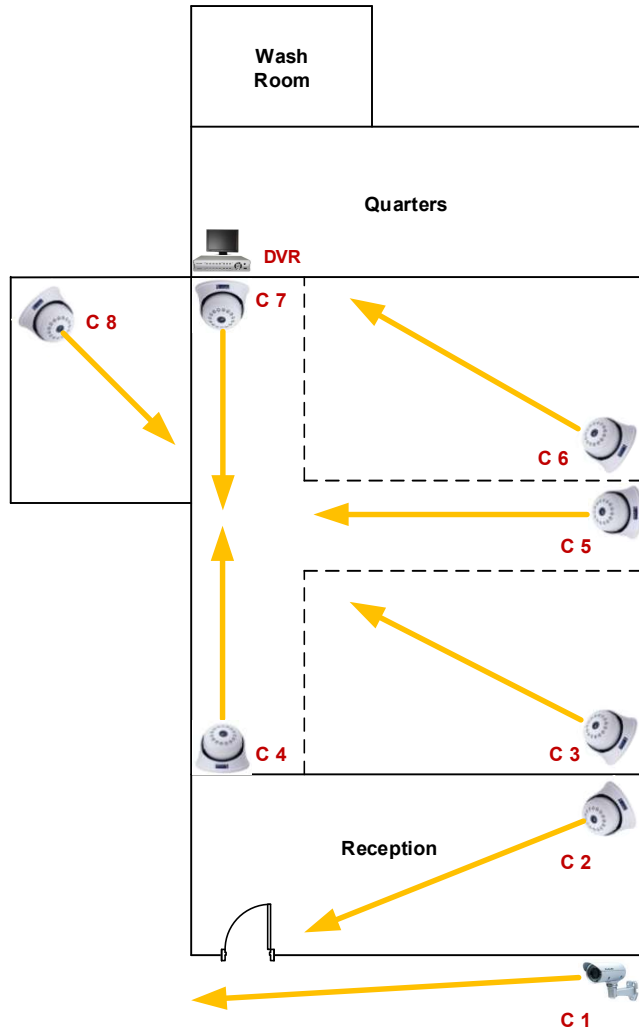 Wash
Room
Quarters
DVR
C 7
C 8
C 6
C 5
C 4
C 3
C 2
Reception
C 1